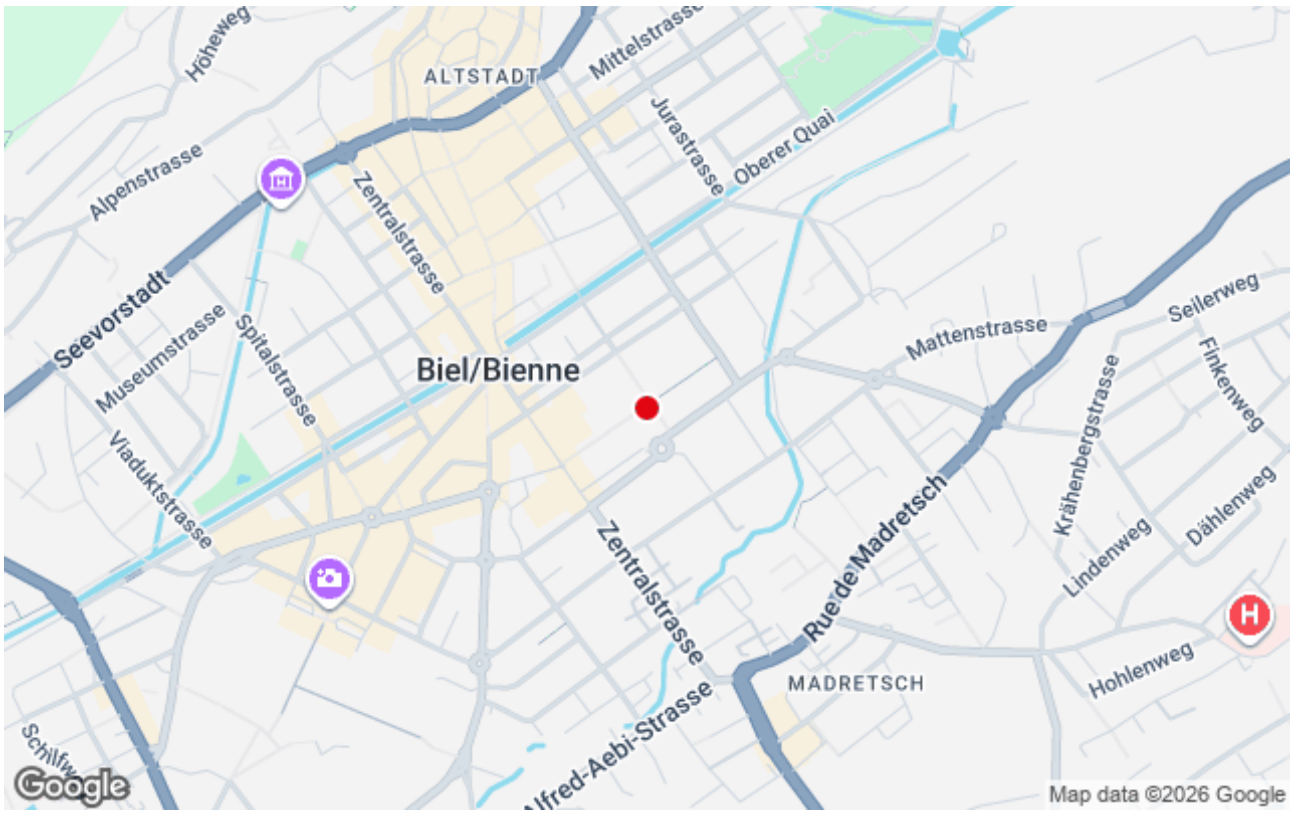 Höheweg
Mittelstrasse
ALTSTADT
Jurastrasse
Oberer Quai
Alpenstrasse
Zentralstrasse
Seevorstadt
Museumstrasse
Spitalstrasse
Biel/Bienne
Mattenstrasse
Seilerweg
Finkenweg
Krähenbergstrasse
Viaduktstrasse
Dählenweg
Lindenweg
Rue de Madretsch
Zentralstrasse
H
Hohlenweg
MADRETSCH
Alfred-Aebi-Strasse
Google
Map data ©2026 Google